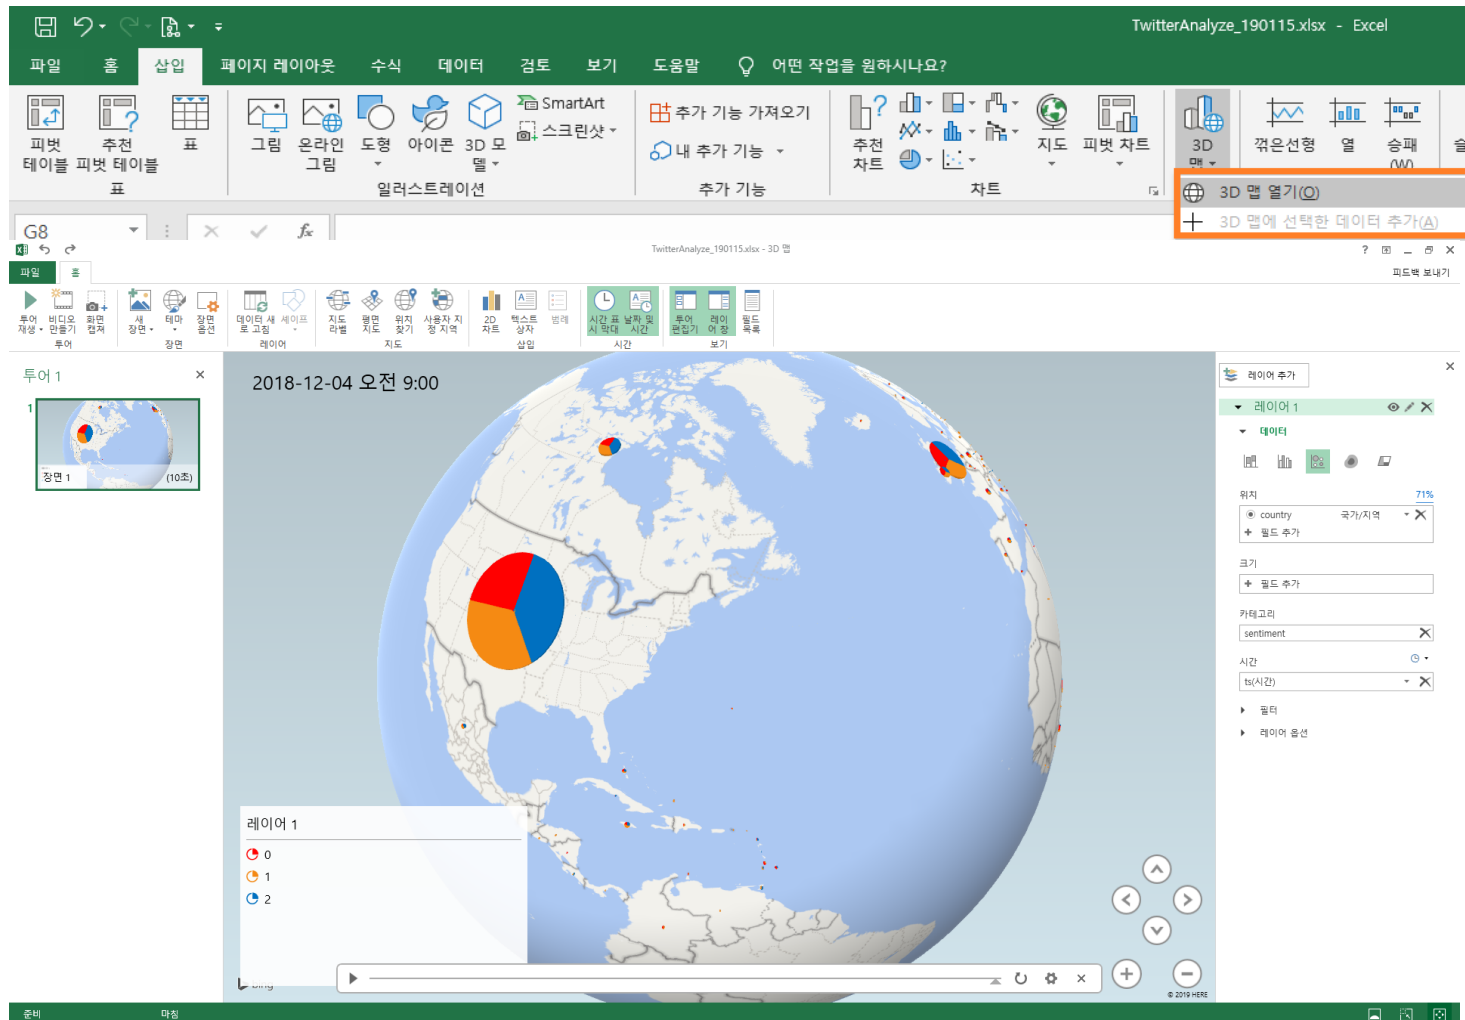 TwitterAnalyze_190115.xlsx - Excel
파일 홈 삽입 페이지 레이아웃 수식 데이터 검토 보기 도움말 어떤 작업을 원하시나요?
피벗 테이블
추천 피벗 테이블
표
표
그림
온라인 그림
도형
아이콘
3D 모델
SmartArt
스크린샷
일러스트레이션
추가 기능 가져오기
내 추가 기능
추가 기능
추천 차트
지도
피벗 차트
차트
3D 맵
꺾은선형
열
승패 (W)
3D 맵 열기(O)
3D 맵에 선택한 데이터 추가(A)
G8
fx
TwitterAnalyze_190115.xlsx - 3D 맵
파일 홈
피드백 보내기
투어 재생
비디오 만들기
화면 캡쳐
투어
새 장면
테마
장면 옵션
장면
데이터 새로 고침
셰이프
레이어
지도 라벨
평면 지도
위치 찾기
사용자 지정 지역
지도
2D 차트
텍스트 상자
범례
삽입
시간 표시 막대
날짜 및 시간
시간
투어 편집기
레이어 창
필드 목록
보기
투어 1
1
장면 1
(10초)
2018-12-04 오전 9:00
레이어 1
0
1
2
© 2019 HERE
레이어 추가
레이어 1
데이터
위치 71%
country 국가/지역
필드 추가
크기
필드 추가
카테고리
sentiment
시간
ts(시간)
필터
레이어 옵션
준비 마침